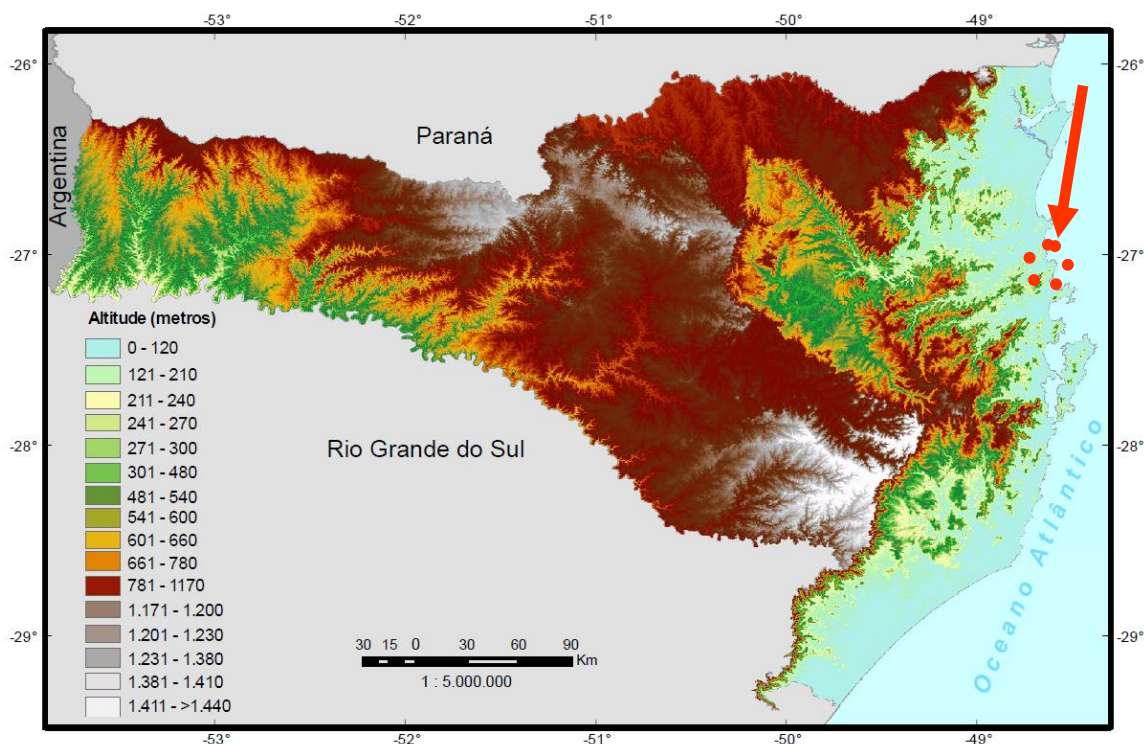 -53°
-52°
-51°
-50°
-49°
-26°
-26°
Paraná
Argentina
-27°
-27°
Altitude (metros)
0 - 120
121 - 210
211 - 240
241 - 270
271 - 300
301 - 480
481 - 540
541 - 600
601 - 660
661 - 780
781 - 1170
1.171 - 1.200
1.201 - 1.230
1.231 - 1.380
1.381 - 1.410
1.411 - >1.440
Rio Grande do Sul
-28°
-28°
Oceano Atlântico
-29°
-29°
30 15 0 30 60 90
Km
1 : 5.000.000
-53°
-52°
-51°
-50°
-49°